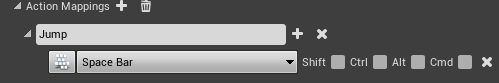 Action Mappings
Jump
Space Bar Shift Ctrl Alt Cmd